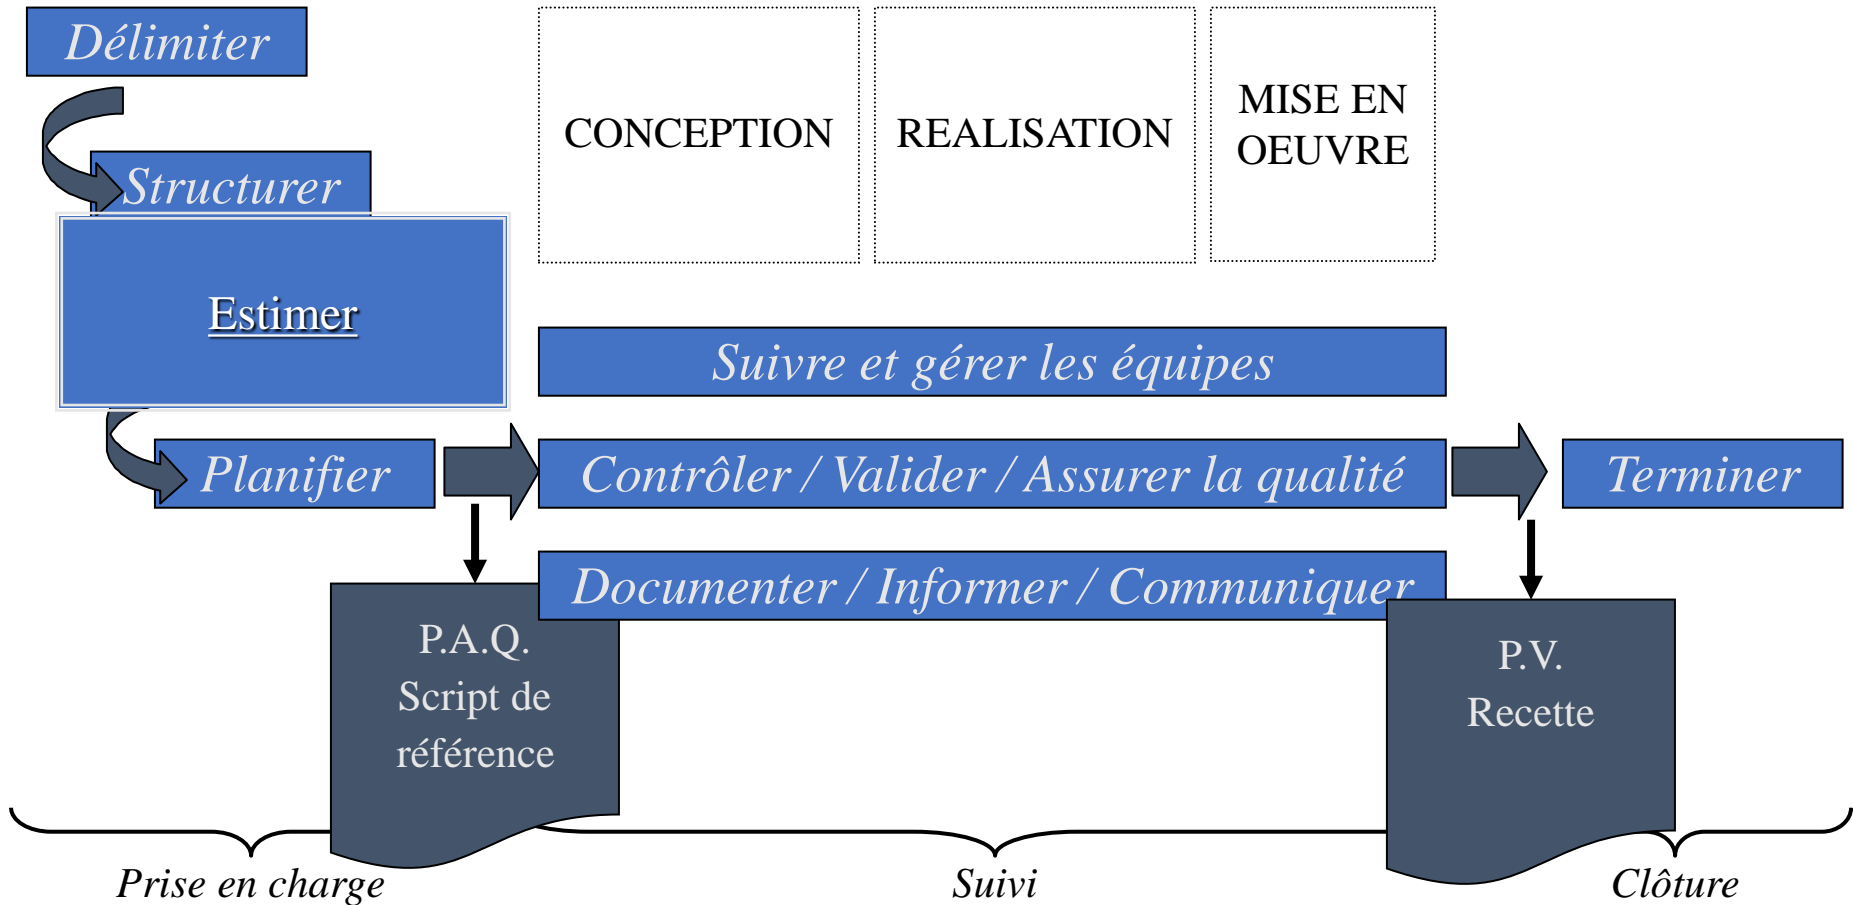 Délimiter
CONCEPTION
REALISATION
MISE EN
OEUVRE
Structurer
Estimer
Suivre et gérer les équipes
Planifier
Contrôler / Valider / Assurer la qualité
Terminer
Documenter / Informer / Communiquer
P.A.Q.
Script de
référence
P.V.
Recette
Prise en charge
Suivi
Clôture